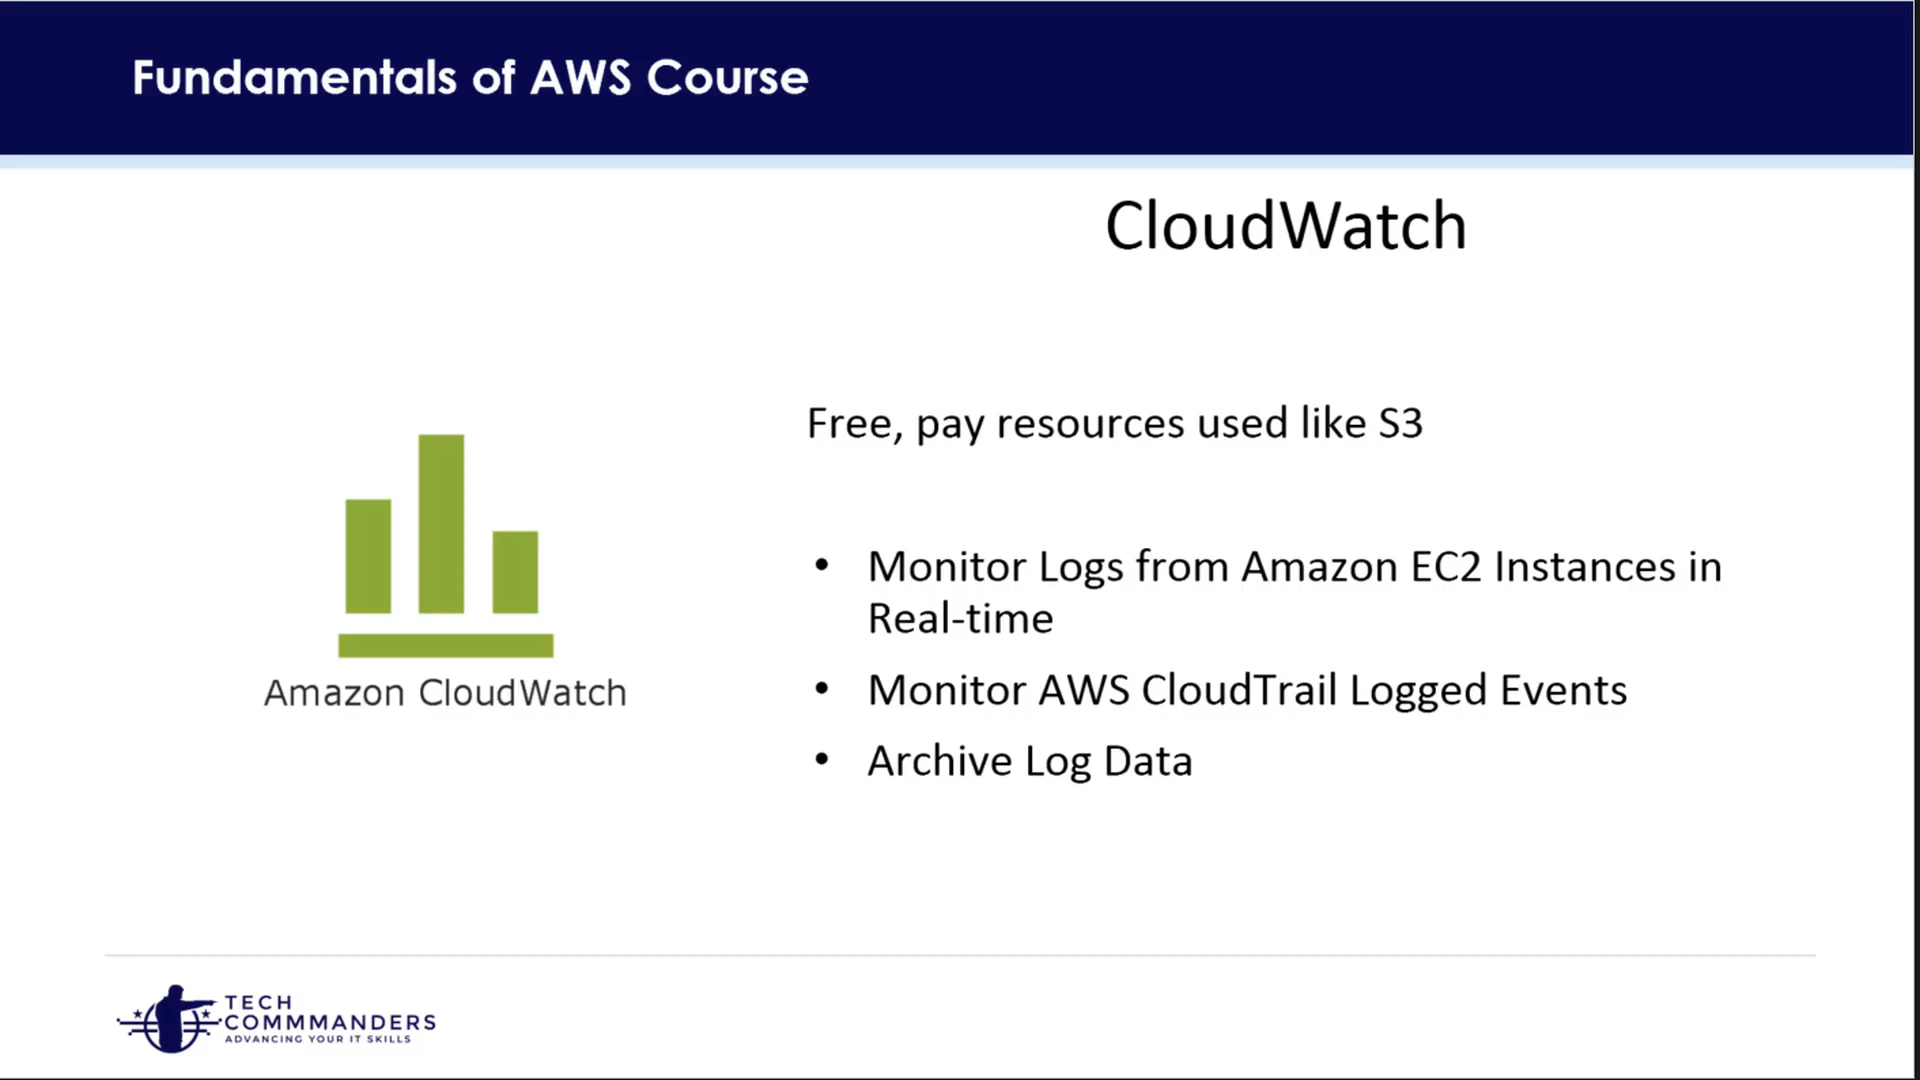 Fundamentals of AWS Course
CloudWatch
Free, pay resources used like S3
• Monitor Logs from Amazon EC2 Instances in
Real-time
• Monitor AWS CloudTrail Logged Events
• Archive Log Data
Amazon CloudWatch
TECH
COMMMANDERS
ADVANCING YOUR IT SKILLS